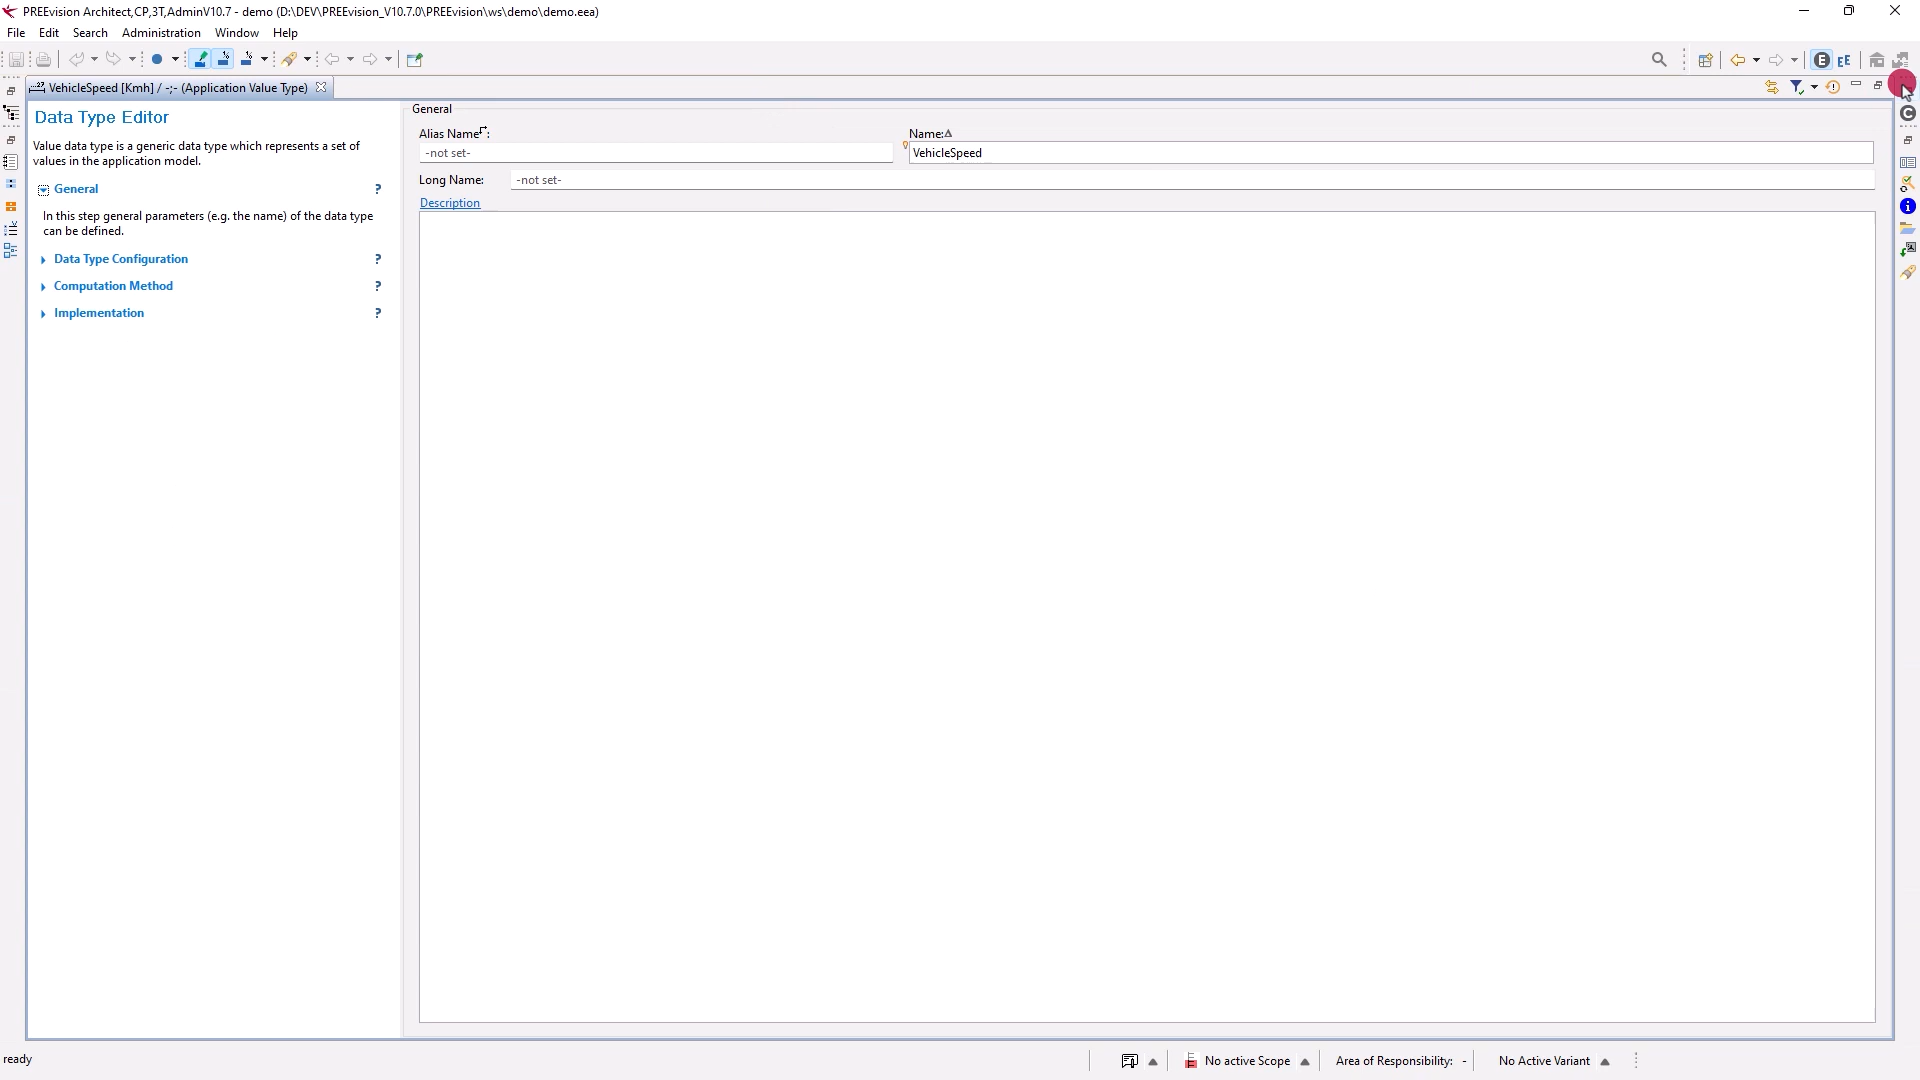 PREEvision Architect,CP,3T,AdminV10.7 - demo (D:\DEV\PREEvision_V10.7.0\PREEvision\ws\demo\demo.eea)
File Edit Search Administration Window Help
E EE
VehicleSpeed [Kmh] / -;- (Application Value Type)
C
Data Type Editor
Value data type is a generic data type which represents a set of
values in the application model.
General ?
In this step general parameters (e.g. the name) of the data type
can be defined.
Data Type Configuration ?
Computation Method ?
Implementation ?
General
Alias Name: Name:
-not set- VehicleSpeed
Long Name: -not set-
Description
ready No active Scope Area of Responsibility: - No Active Variant